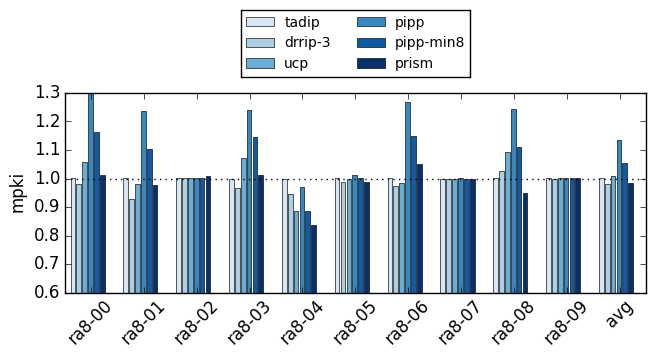 tadip
drrip-3
ucp
pipp
pipp-min8
prism
1.3
1.2
1.1
1.0
0.9
0.8
0.7
0.6
mpki
ra8-00
ra8-01
ra8-02
ra8-03
ra8-04
ra8-05
ra8-06
ra8-07
ra8-08
ra8-09
avg